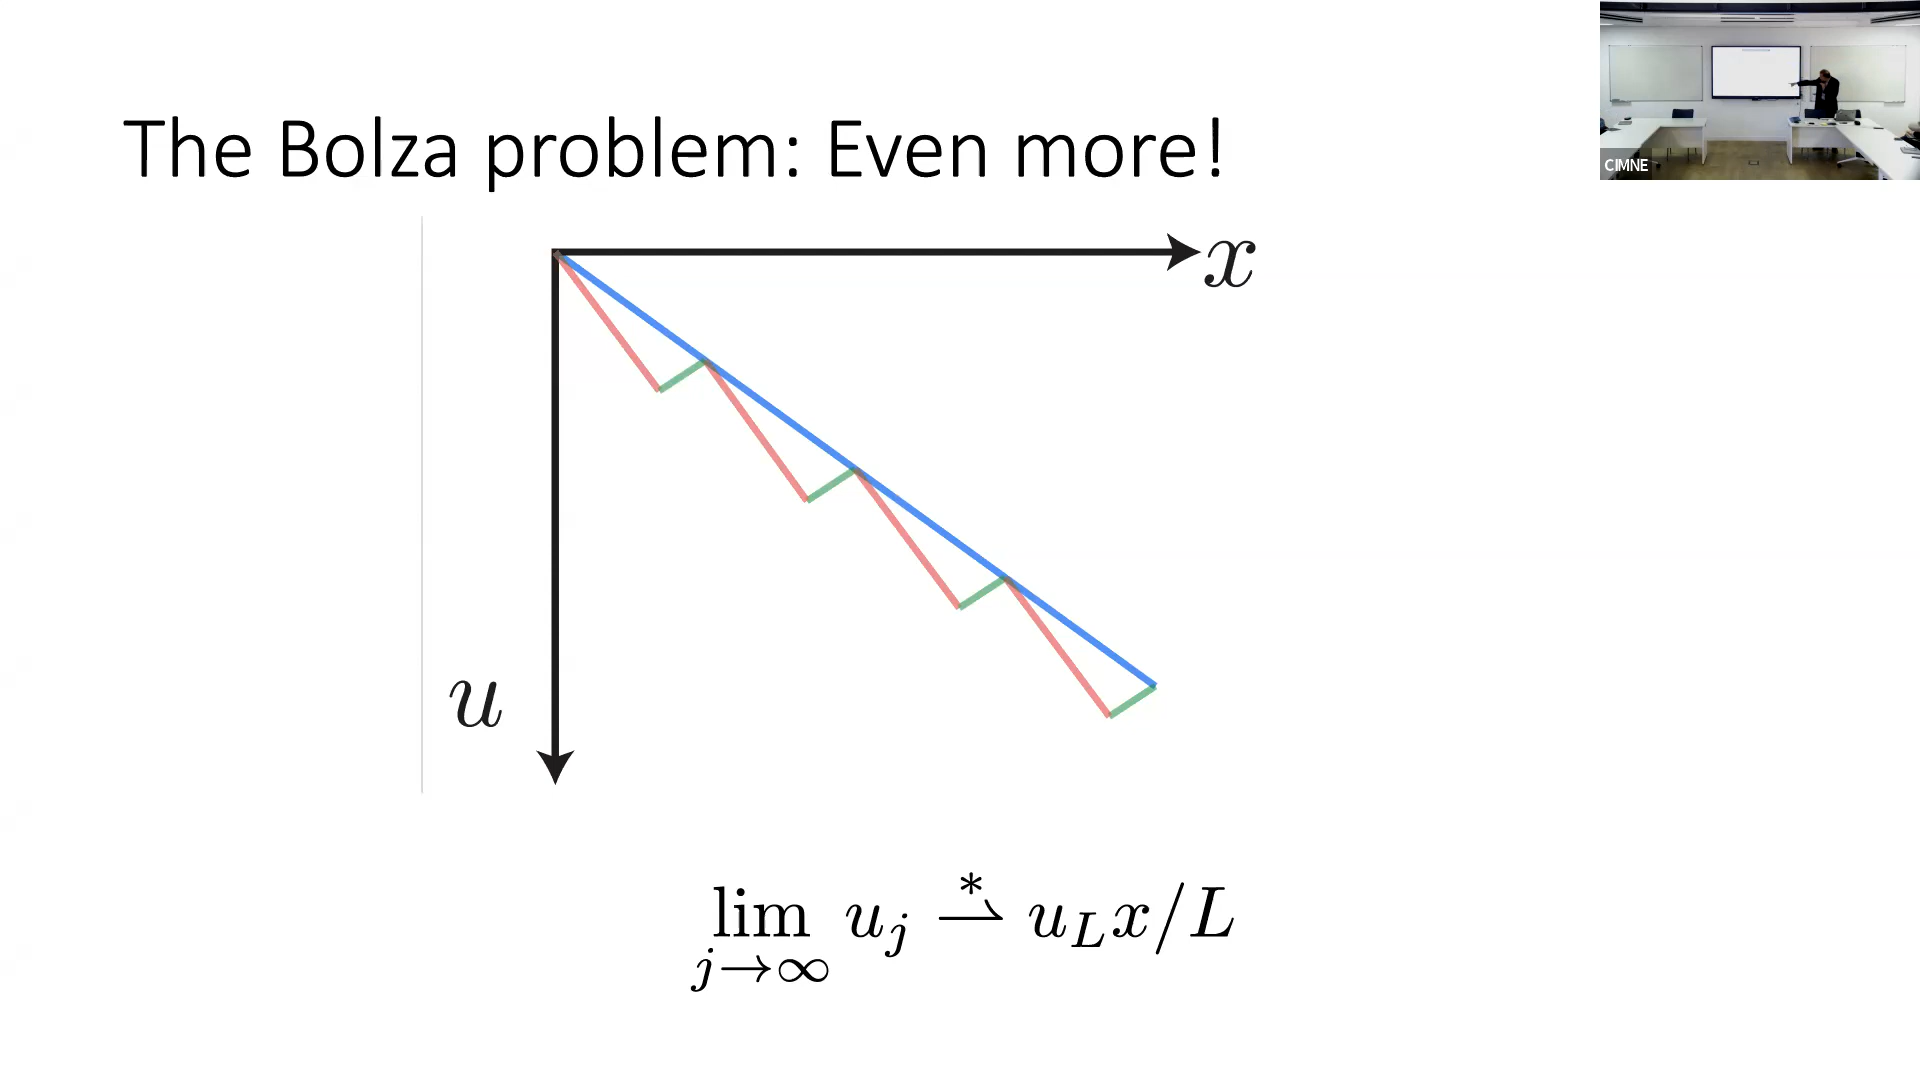 The Bolza problem: Even more!
CIMNE
x
u
lim u_j ⇀* u_L x/L
j→∞